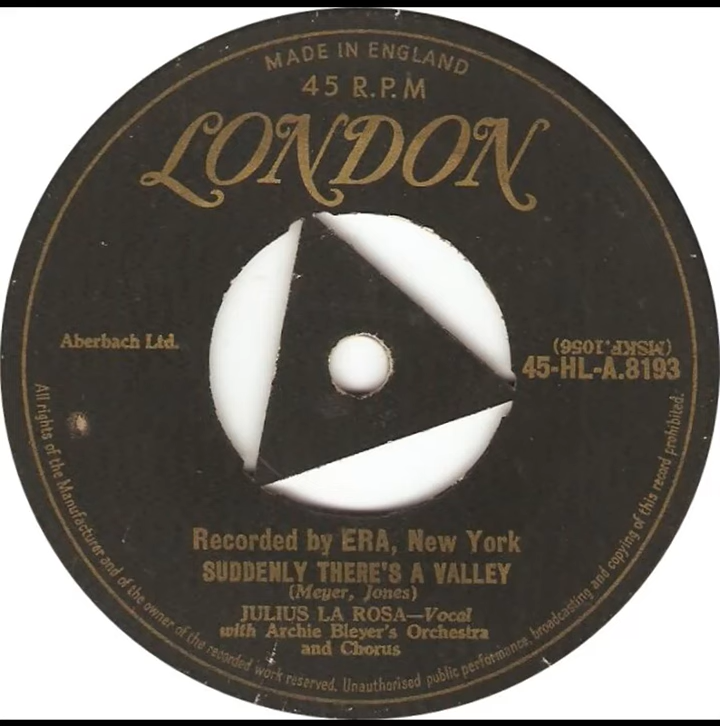 MADE IN ENGLAND
45 R.P.M
LONDON
Aberbach Ltd.
(MSKP.1056)
45-HL-A.8193
Recorded by ERA, New York
SUDDENLY THERE'S A VALLEY
(Meyer, Jones)
JULIUS LA ROSA—Vocal
with Archie Bleyer's Orchestra
and Chorus
All rights of the Manufacturer and of the owner of the recorded work reserved. Unauthorised public performance, broadcasting and copying of this record prohibited.